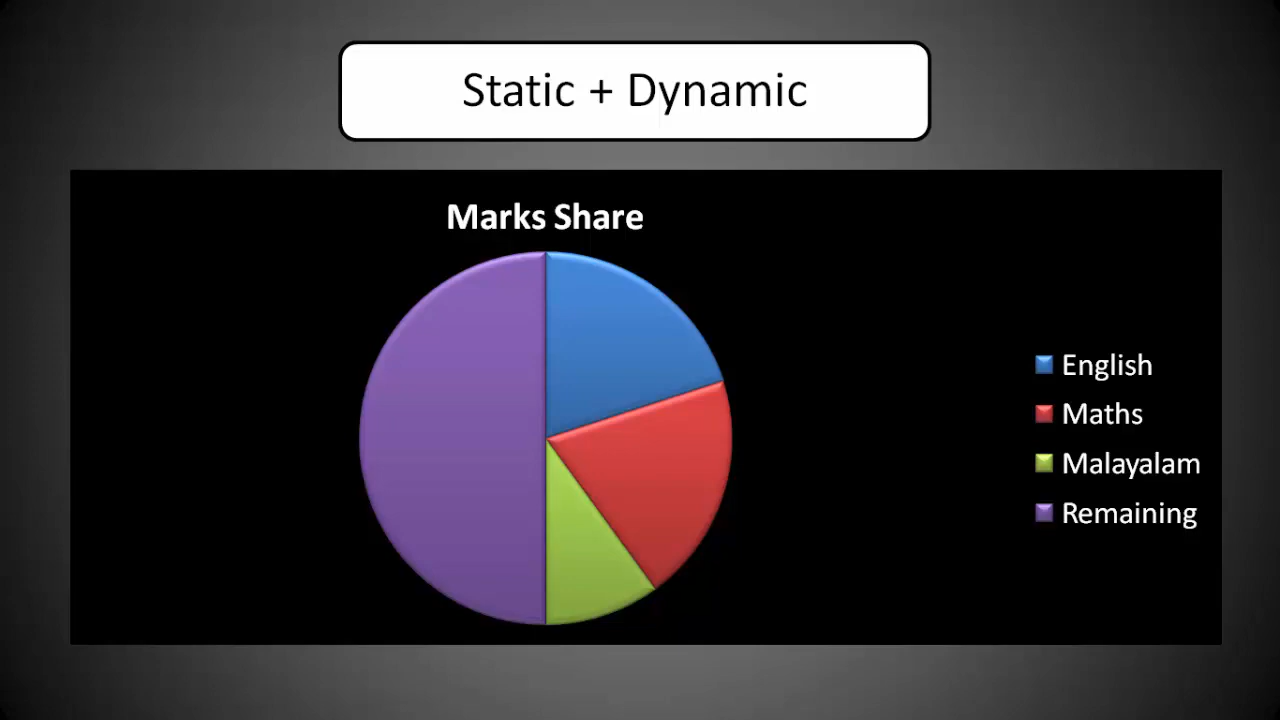 Static + Dynamic
Marks Share
English
Maths
Malayalam
Remaining